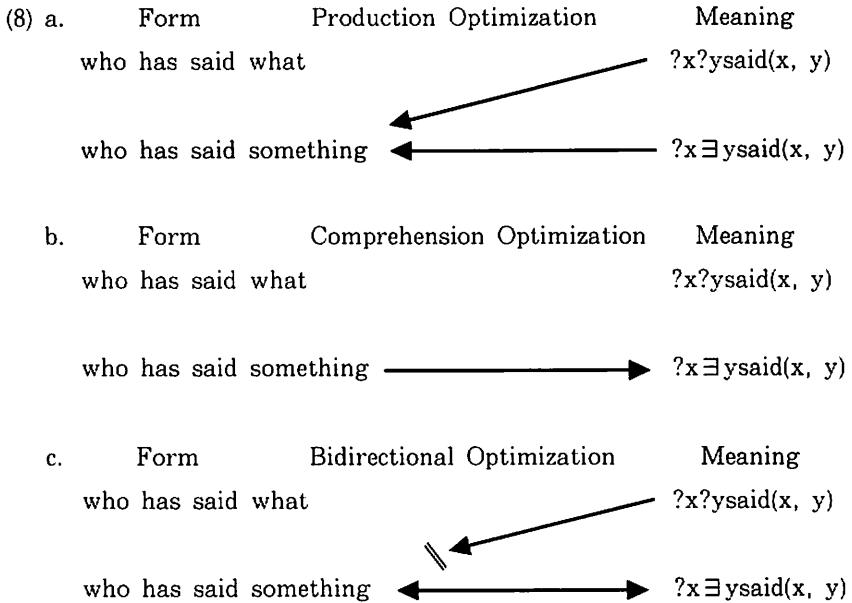 (8) a. Form Production Optimization Meaning
who has said what ?x?ysaid(x, y)
who has said something ?x∃ysaid(x, y)
b. Form Comprehension Optimization Meaning
who has said what ?x?ysaid(x, y)
who has said something ?x∃ysaid(x, y)
c. Form Bidirectional Optimization Meaning
who has said what ?x?ysaid(x, y)
who has said something ?x∃ysaid(x, y)